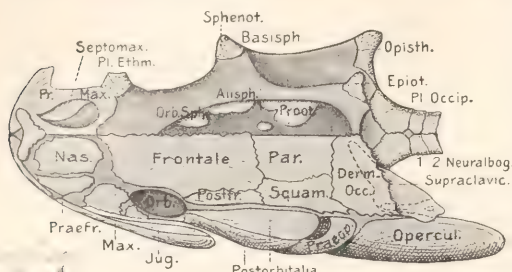 Sphenot.
Basisph
Septomax.
Opisth.
Pl. Ethm.
Epiot.
Pr.
Max.
Alisph.
Pl Occip.
Orb.Sph.
Proot.
Nas.
Frontale
Par.
1 2 Neuralbog.
Derm.
Occ.
Supraclavic.
Orb.
Postfr.
Squam.
Praefr.
Praeop.
Opercul.
Max.
Jug.
Postorbitalia